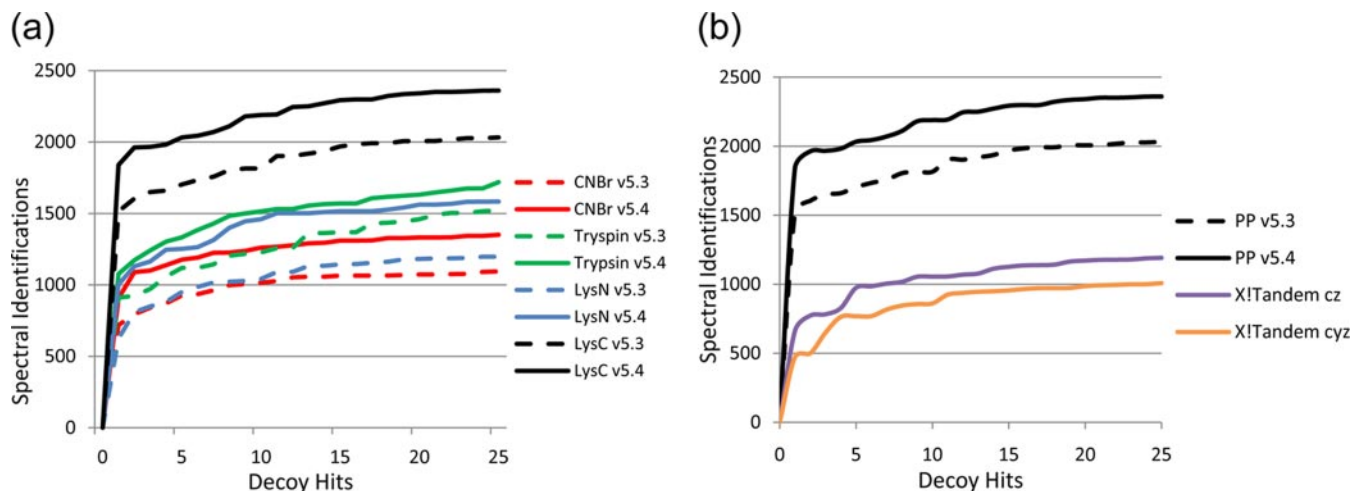 (a)
Spectral Identifications
2500
2000
1500
1000
500
0
0 5 10 15 20 25
Decoy Hits
CNBr v5.3
CNBr v5.4
Tryspin v5.3
Trypsin v5.4
LysN v5.3
LysN v5.4
LysC v5.3
LysC v5.4
(b)
Spectral Identifications
2500
2000
1500
1000
500
0
0 5 10 15 20 25
Decoy Hits
PP v5.3
PP v5.4
X!Tandem cz
X!Tandem cyz